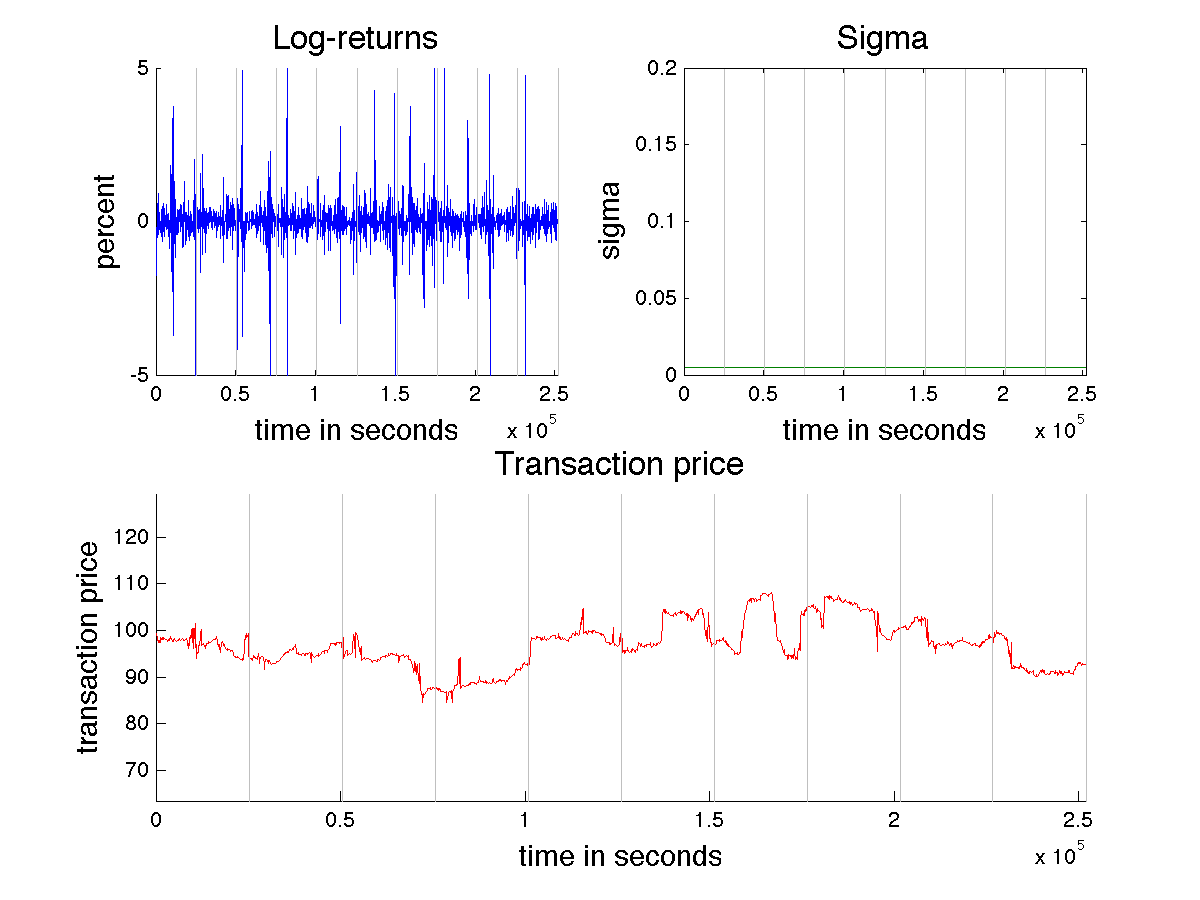 Log-returns
5
0
-5
percent
0 0.5 1 1.5 2 2.5
x 10^5
time in seconds
Sigma
0.2
0.15
0.1
0.05
0
sigma
0 0.5 1 1.5 2 2.5
x 10^5
time in seconds
Transaction price
120
110
100
90
80
70
transaction price
0 0.5 1 1.5 2 2.5
x 10^5
time in seconds